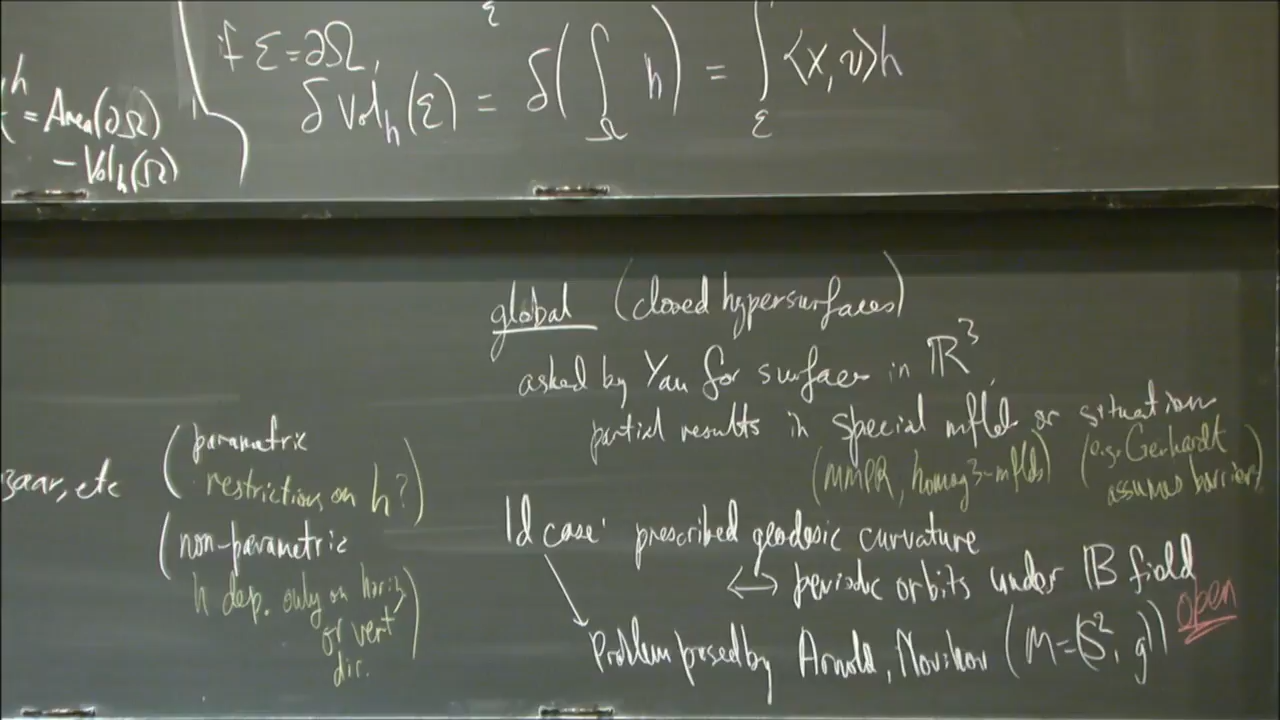 if Σ=∂Ω,
δ Vol_h(Σ) = δ(∫_Ω h) = ∫_Σ ⟨X, ν⟩h
= Area(∂Ω)
− Vol_h(Ω)
global (closed hypersurfaces)
asked by Yau for surfaces in ℝ³
partial results in special mflds or situations
(MMPR, homog 3-mflds) (e.g. Gerhardt
assumes barriers)
etc
(parametric
restrictions on h?)
(non-parametric
h dep. only on horiz
or vert
dir.)
1d case: prescribed geodesic curvature
⟷ periodic orbits under B field
Problem posed by Arnold, Novikov (M=(S², g)) open